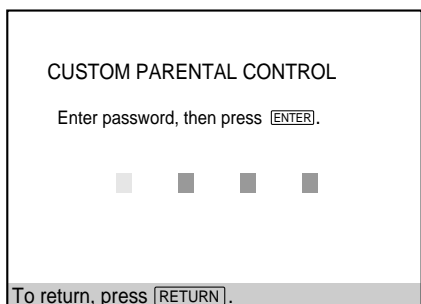 CUSTOM PARENTAL CONTROL
Enter password, then press ENTER.
To return, press RETURN.